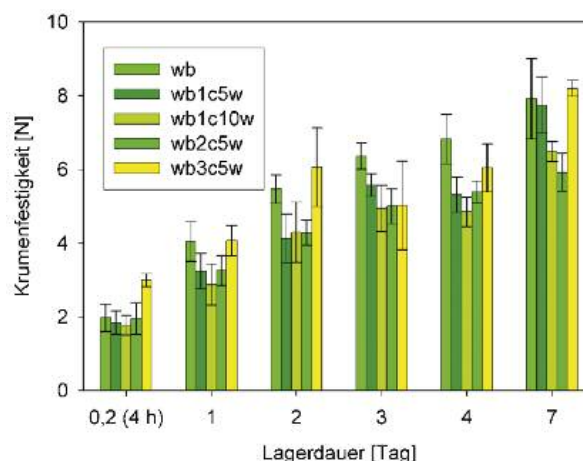 10
8
6
4
2
0
Krumenfestigkeit [N]
wb
wb1c5w
wb1c10w
wb2c5w
wb3c5w
0,2 (4 h) 1 2 3 4 7
Lagerdauer [Tag]